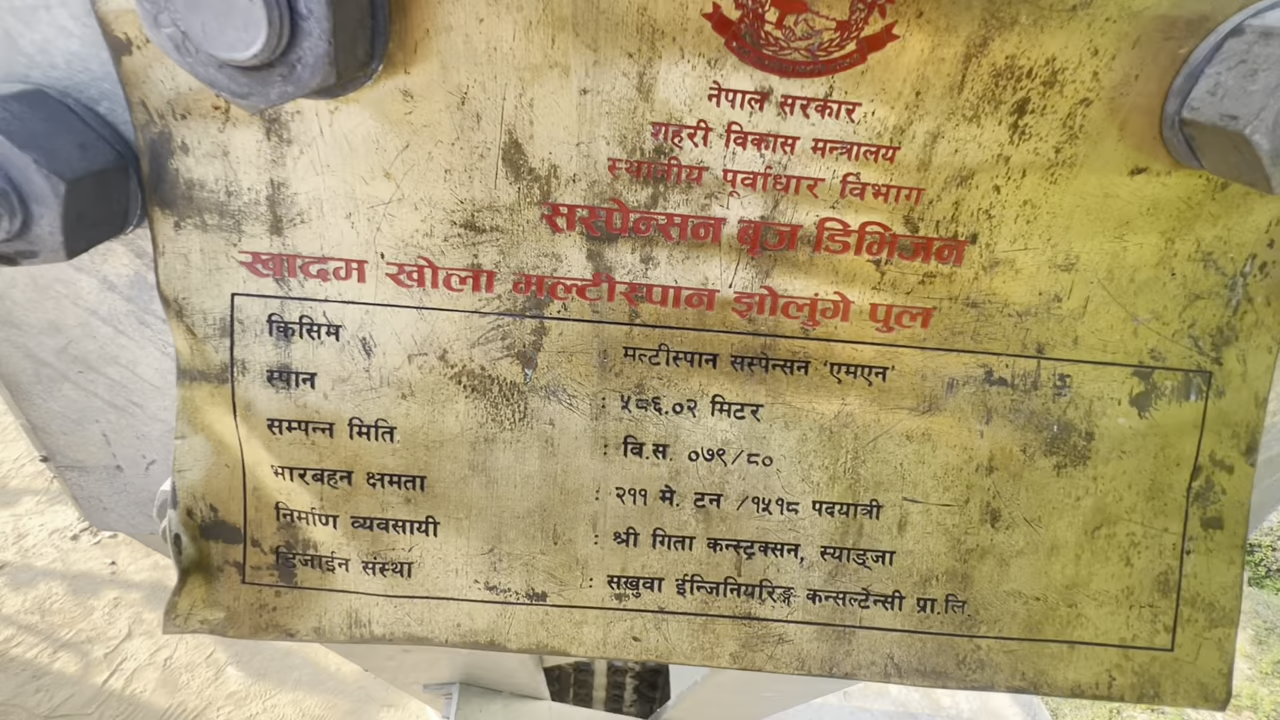 नेपाल सरकार
शहरी विकास मन्त्रालय
स्थानीय पूर्वाधार विभाग
सस्पेन्सन बृज डिभिजन
खादम खोला मल्टीस्पान झोलुंगे पुल
किसिम : मल्टीस्पान सस्पेन्सन 'एमएन'
स्पान : ५८६.०२ मिटर
सम्पन्न मिति : वि.स. ०७९/८०
भारबहन क्षमता : २११ मे. टन /१५१८ पदयात्री
निर्माण व्यवसायी : श्री गिता कन्स्ट्रक्सन, स्याङ्जा
डिजाईन संस्था : सखुवा ईन्जिनियरिङ्ग कन्सल्टेन्सी प्रा.लि.